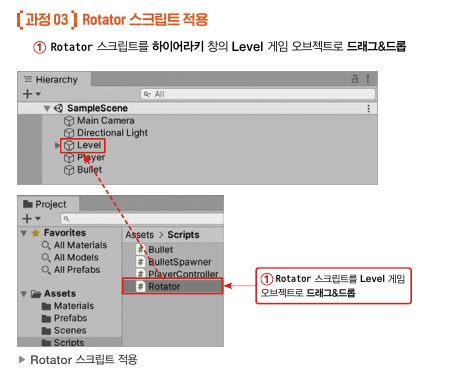 [과정 03] Rotator 스크립트 적용
① Rotator 스크립트를 하이어라키 창의 Level 게임 오브젝트로 드래그&드롭
Hierarchy
All
SampleScene
Main Camera
Directional Light
Level
Player
Bullet
Project
Favorites
All Materials
All Models
All Prefabs
Assets
Materials
Prefabs
Scenes
Scripts
Assets > Scripts
Bullet
BulletSpawner
PlayerController
Rotator
① Rotator 스크립트를 Level 게임
오브젝트로 드래그&드롭
▶ Rotator 스크립트 적용